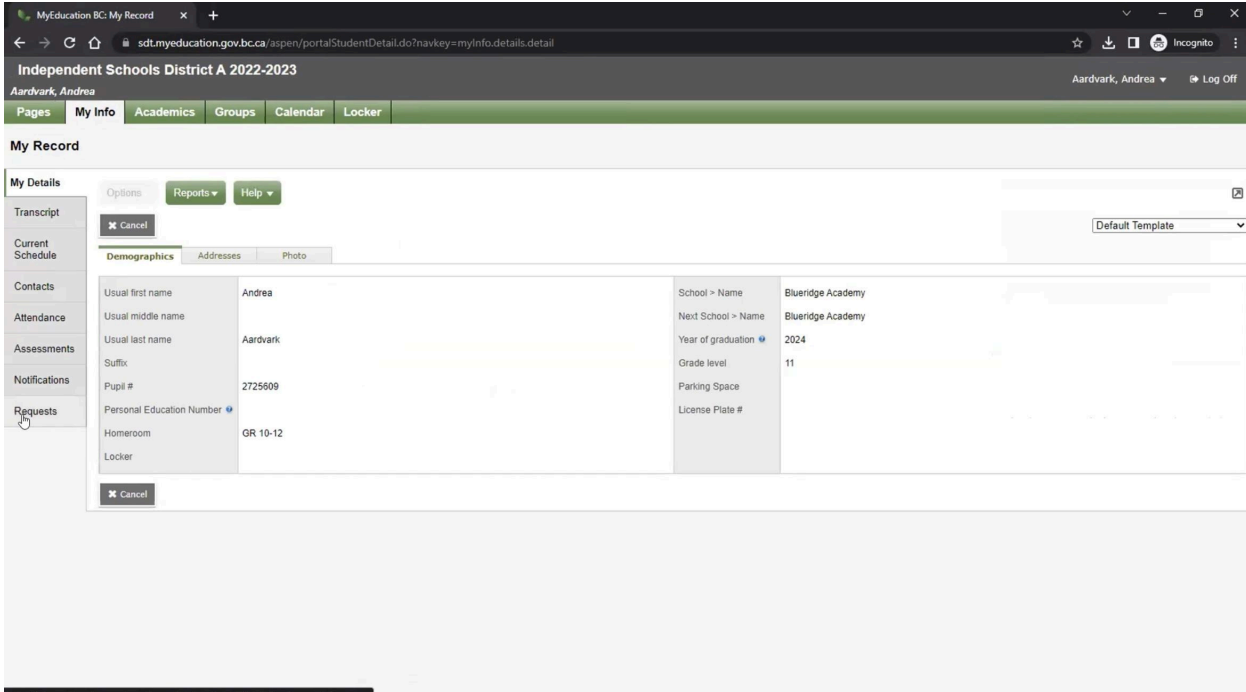 MyEducation BC: My Record
sdt.myeducation.gov.bc.ca/aspen/portalStudentDetail.do?navkey=myInfo.details.detail
Incognito
Independent Schools District A 2022-2023
Aardvark, Andrea
Aardvark, Andrea
Log Off
Pages My Info Academics Groups Calendar Locker
My Record
My Details
Transcript
Current
Schedule
Contacts
Attendance
Assessments
Notifications
Requests
Options Reports Help
Cancel
Default Template
Demographics Addresses Photo
Usual first name Andrea
Usual middle name
Usual last name Aardvark
Suffix
Pupil # 2725609
Personal Education Number
Homeroom GR 10-12
Locker
School > Name Blueridge Academy
Next School > Name Blueridge Academy
Year of graduation 2024
Grade level 11
Parking Space
License Plate #
Cancel